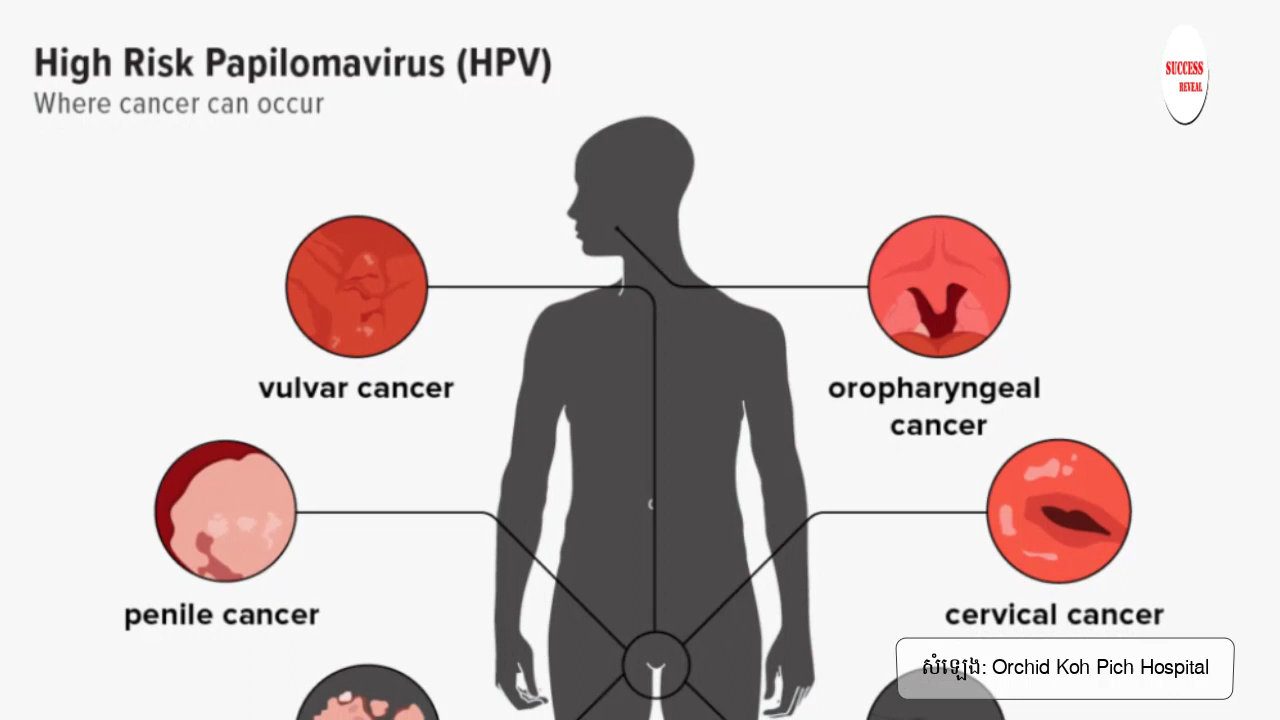 High Risk Papilomavirus (HPV)
Where cancer can occur
SUCCESS
REVEAL
vulvar cancer
oropharyngeal
cancer
penile cancer
cervical cancer
សំឡេង: Orchid Koh Pich Hospital